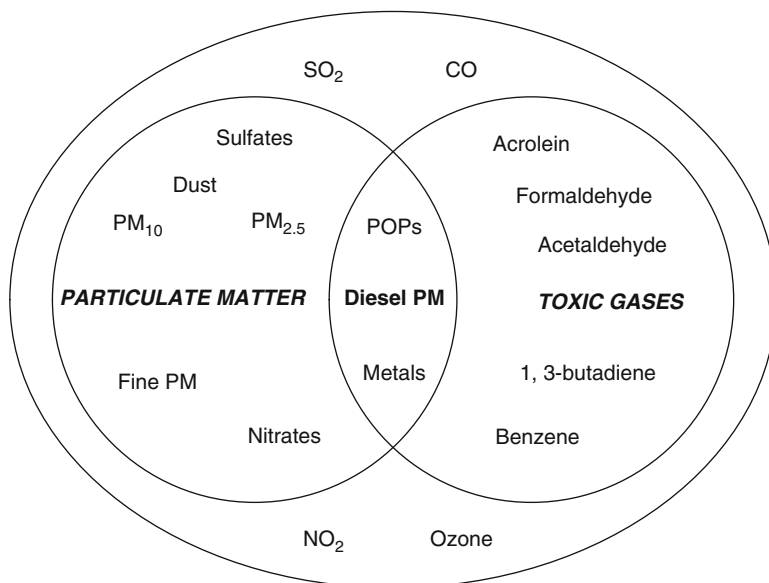 SO₂ CO
Sulfates
Acrolein
Dust
Formaldehyde
PM₁₀
PM₂.₅
POPs
Acetaldehyde
PARTICULATE MATTER
Diesel PM
TOXIC GASES
Fine PM
Metals
1, 3-butadiene
Nitrates
Benzene
NO₂ Ozone